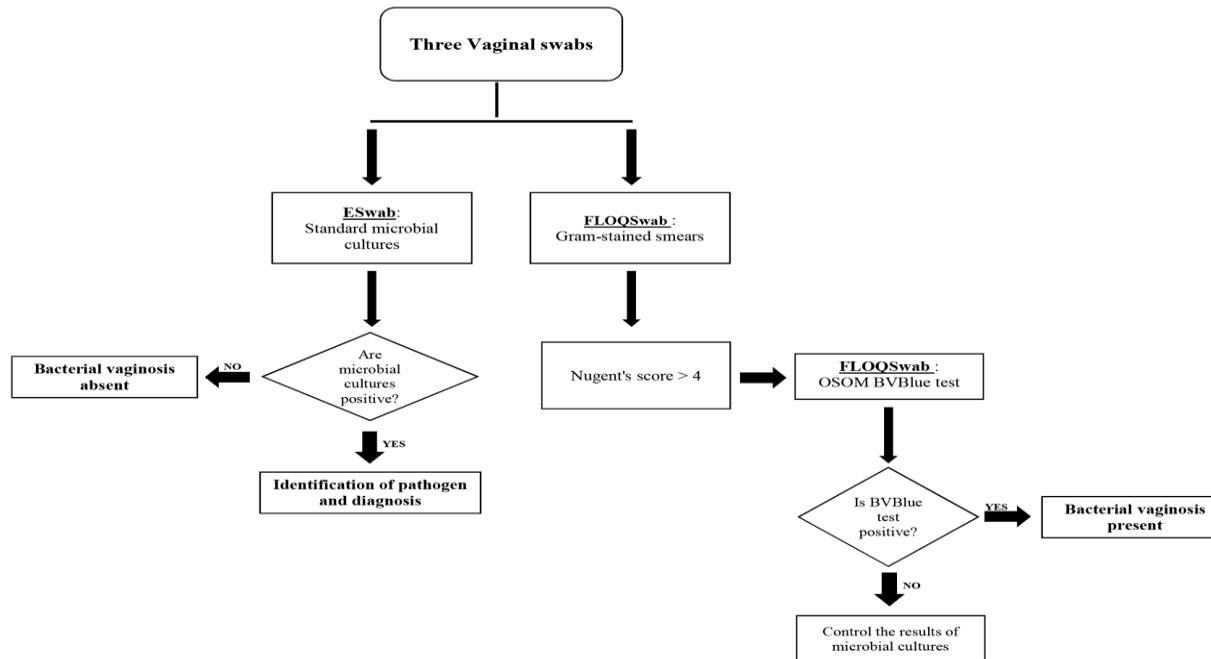 Three Vaginal swabs
ESwab:
Standard microbial
cultures
FLOQSwab :
Gram-stained smears
Are
microbial
cultures
positive?
NO
Bacterial vaginosis
absent
YES
Identification of pathogen
and diagnosis
Nugent's score > 4
FLOQSwab :
OSOM BVBlue test
Is BVBlue
test
positive?
YES
Bacterial vaginosis
present
NO
Control the results of
microbial cultures